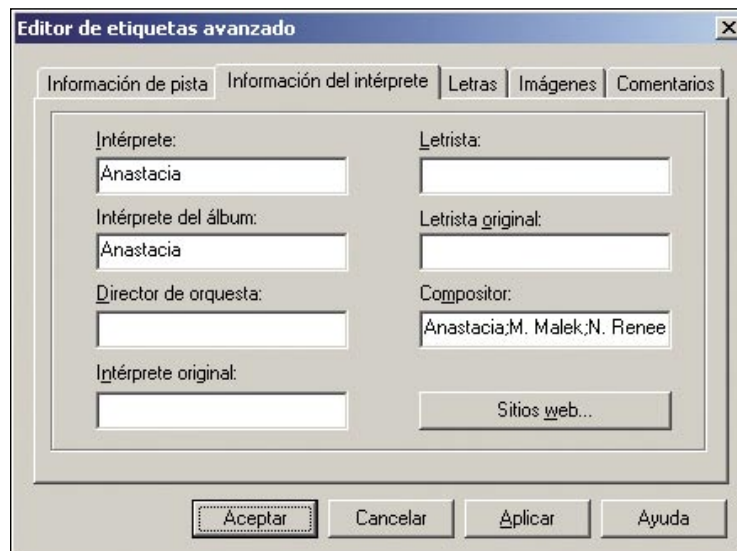 Editor de etiquetas avanzado
Información de pista
Información del intérprete
Letras
Imágenes
Comentarios
Intérprete:
Anastacia
Intérprete del álbum:
Anastacia
Director de orquesta:
Intérprete original:
Letrista:
Letrista original:
Compositor:
Anastacia;M. Malek;N. Renee
Sitios web...
Aceptar
Cancelar
Aplicar
Ayuda